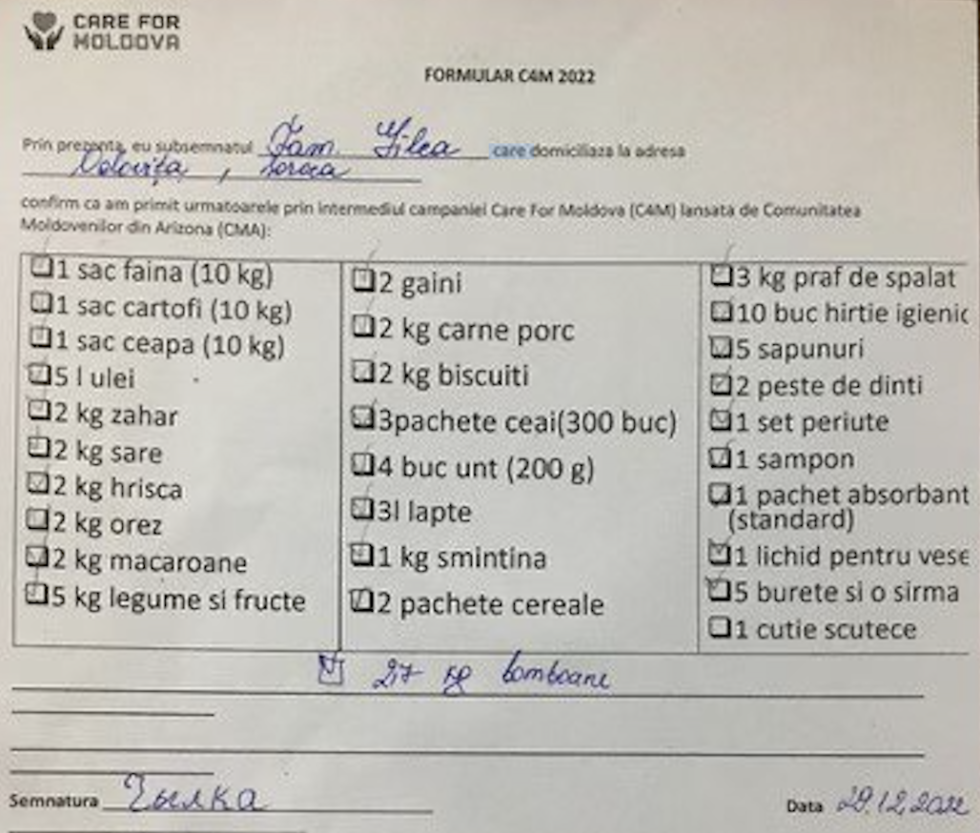 CARE FOR
MOLDOVA
FORMULAR C4M 2022
Prin prezenta, eu subsemnatul Fam. Gîlca care domiciliaza la adresa
Volovița, Soroca
confirm ca am primit urmatoarele prin intermediul campaniei Care For Moldova (C4M) lansata de Comunitatea
Moldovenilor din Arizona (CMA):
1 sac faina (10 kg)
1 sac cartofi (10 kg)
1 sac ceapa (10 kg)
5 l ulei
2 kg zahar
2 kg sare
2 kg hrisca
2 kg orez
2 kg macaroane
5 kg legume si fructe
2 gaini
2 kg carne porc
2 kg biscuiti
3pachete ceai(300 buc)
4 buc unt (200 g)
3l lapte
1 kg smintina
2 pachete cereale
3 kg praf de spalat
10 buc hirtie igienic
5 sapunuri
2 peste de dinti
1 set periute
1 sampon
1 pachet absorbant
(standard)
1 lichid pentru vese
5 burete si o sirma
1 cutie scutece
kg bomboane
Semnatura
Data 29.12.2022